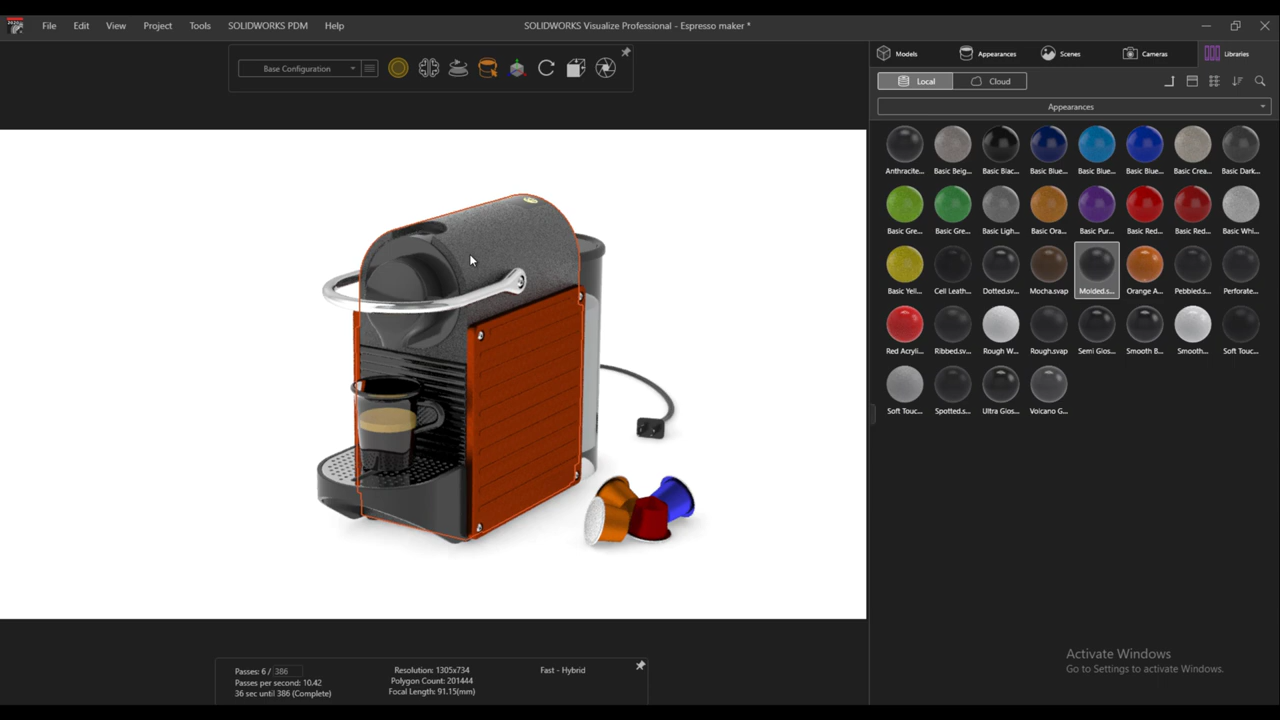 File Edit View Project Tools SOLIDWORKS PDM Help
SOLIDWORKS Visualize Professional - Espresso maker *
Base Configuration
Models Appearances Scenes Cameras Libraries
Local Cloud
Appearances
Anthracite... Basic Beig... Basic Blac... Basic Blue... Basic Blue... Basic Blue... Basic Crea... Basic Dark...
Basic Gre... Basic Gre... Basic Ligh... Basic Ora... Basic Pur... Basic Red... Basic Red... Basic Whi...
Basic Yell... Cell Leath... Dotted.sv... Mocha.svap Molded.s... Orange A... Pebbled.s... Perforate...
Red Acryli... Ribbed.sv... Rough W... Rough.svap Semi Glos... Smooth B... Smooth... Soft Touc...
Soft Touc... Spotted.s... Ultra Glos... Volcano G...
Passes: 6 / 386
Passes per second: 10.42
36 sec until 386 (Complete)
Resolution: 1305x734
Polygon Count: 201444
Focal Length: 91.15(mm)
Fast - Hybrid
Activate Windows
Go to Settings to activate Windows.